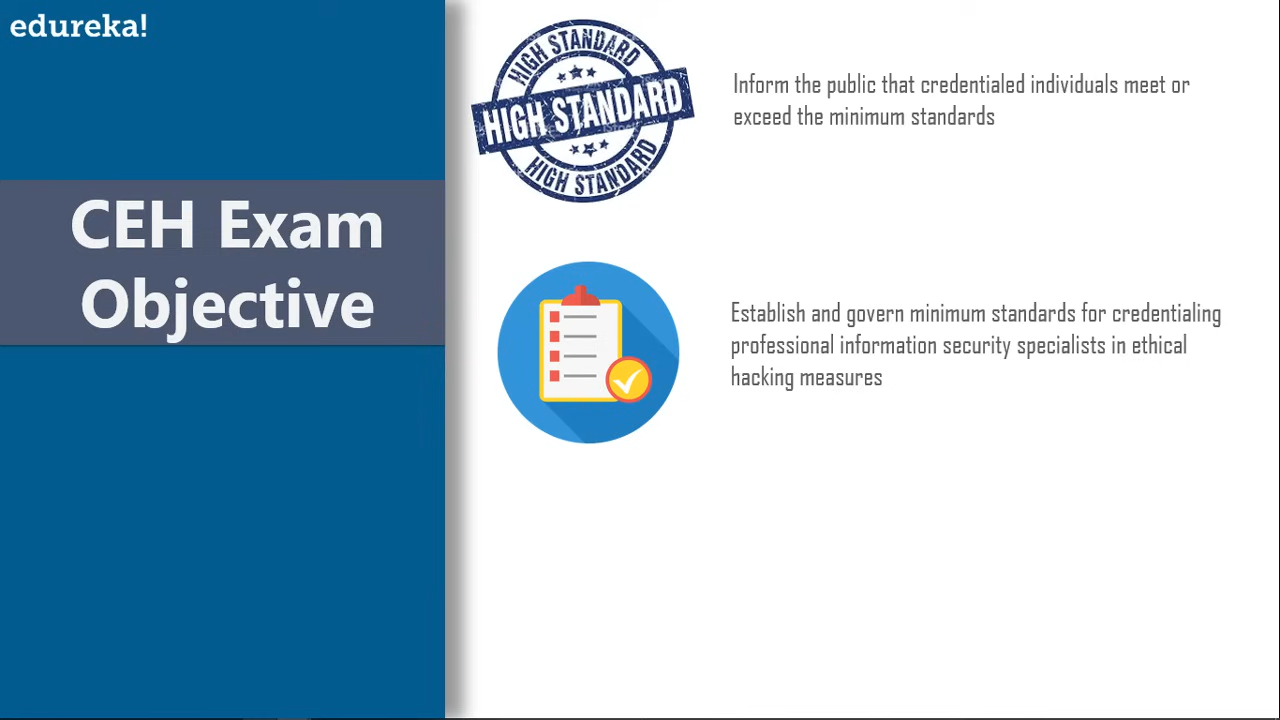 edureka!
CEH Exam
Objective
HIGH STANDARD
HIGH STANDARD
HIGH STANDARD
Inform the public that credentialed individuals meet or
exceed the minimum standards
Establish and govern minimum standards for credentialing
professional information security specialists in ethical
hacking measures